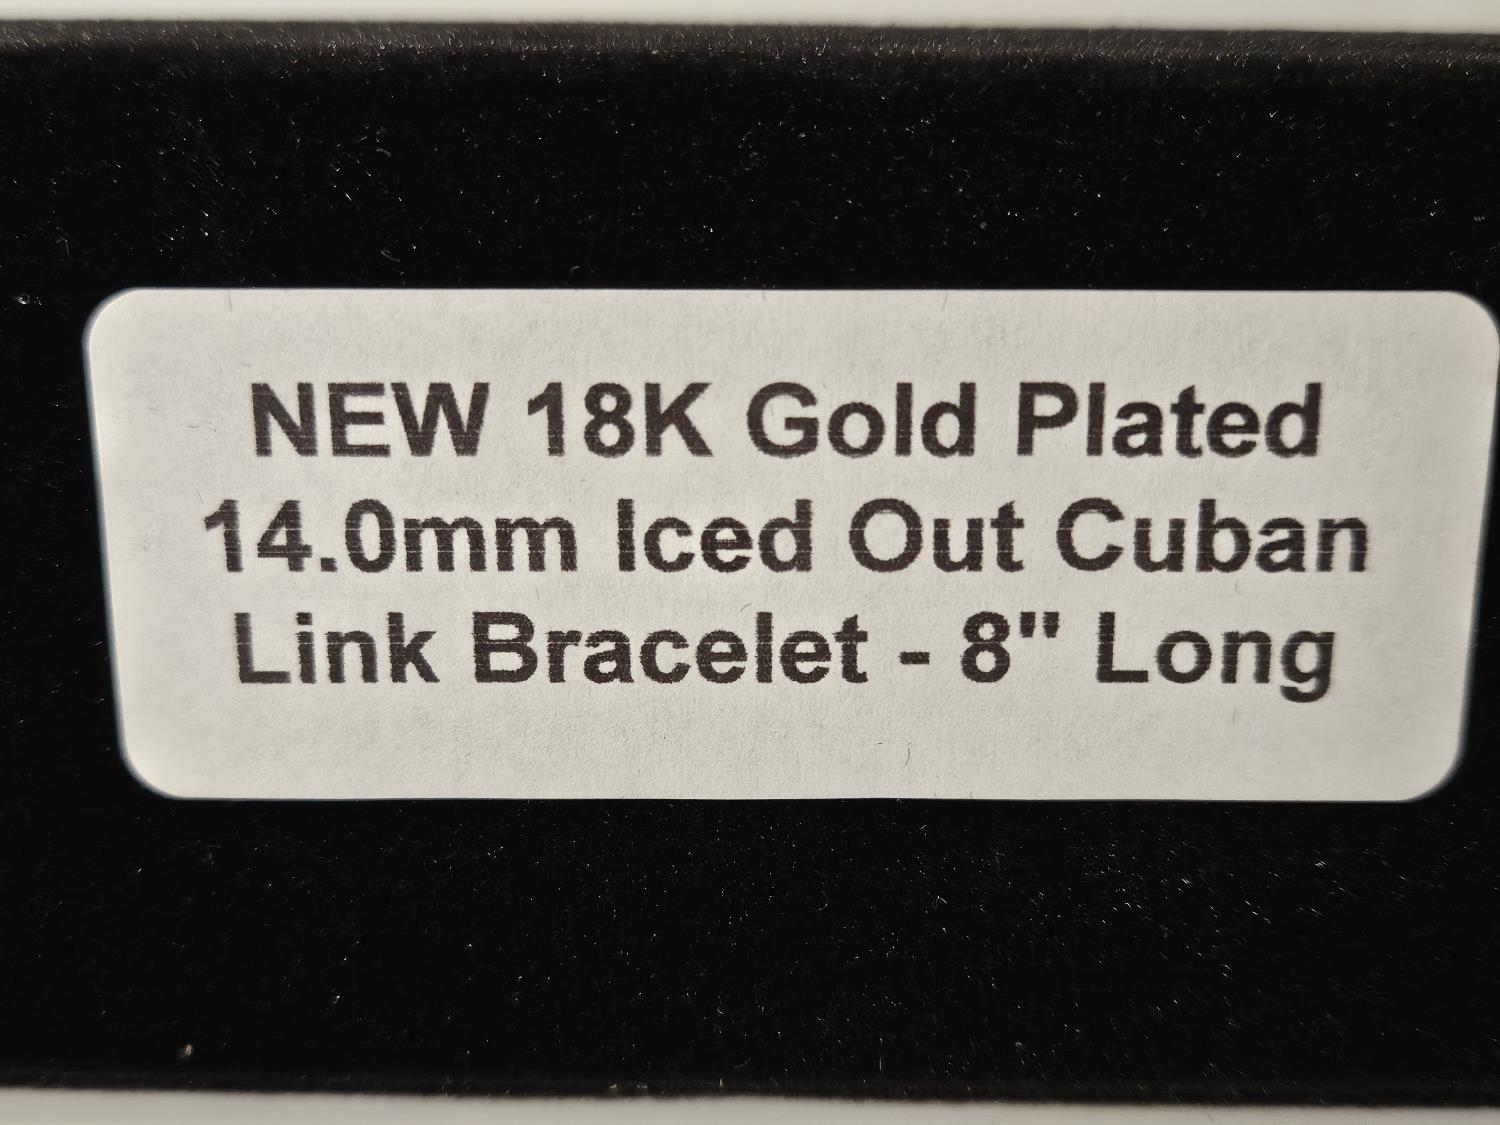 NEW 18K Gold Plated
14.0mm Iced Out Cuban
Link Bracelet - 8" Long